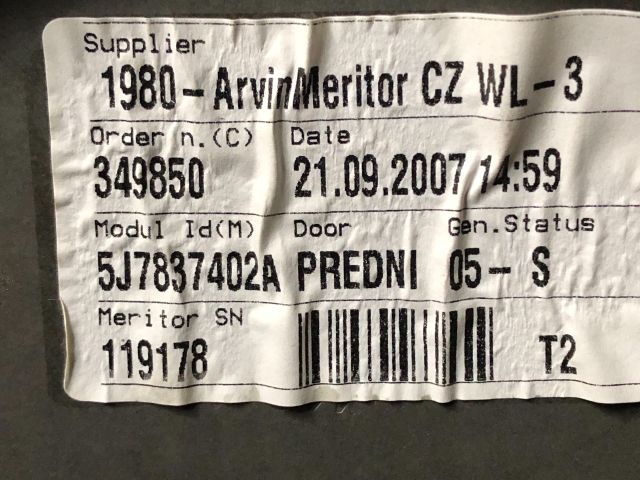 Supplier
1980-ArvinMeritor CZ WL-3
Order n.(C) Date
349850 21.09.2007 14:59
Modul Id(M) Door Gen.Status
5J7837402A PREDNI 05-S
Meritor SN
119178 T2